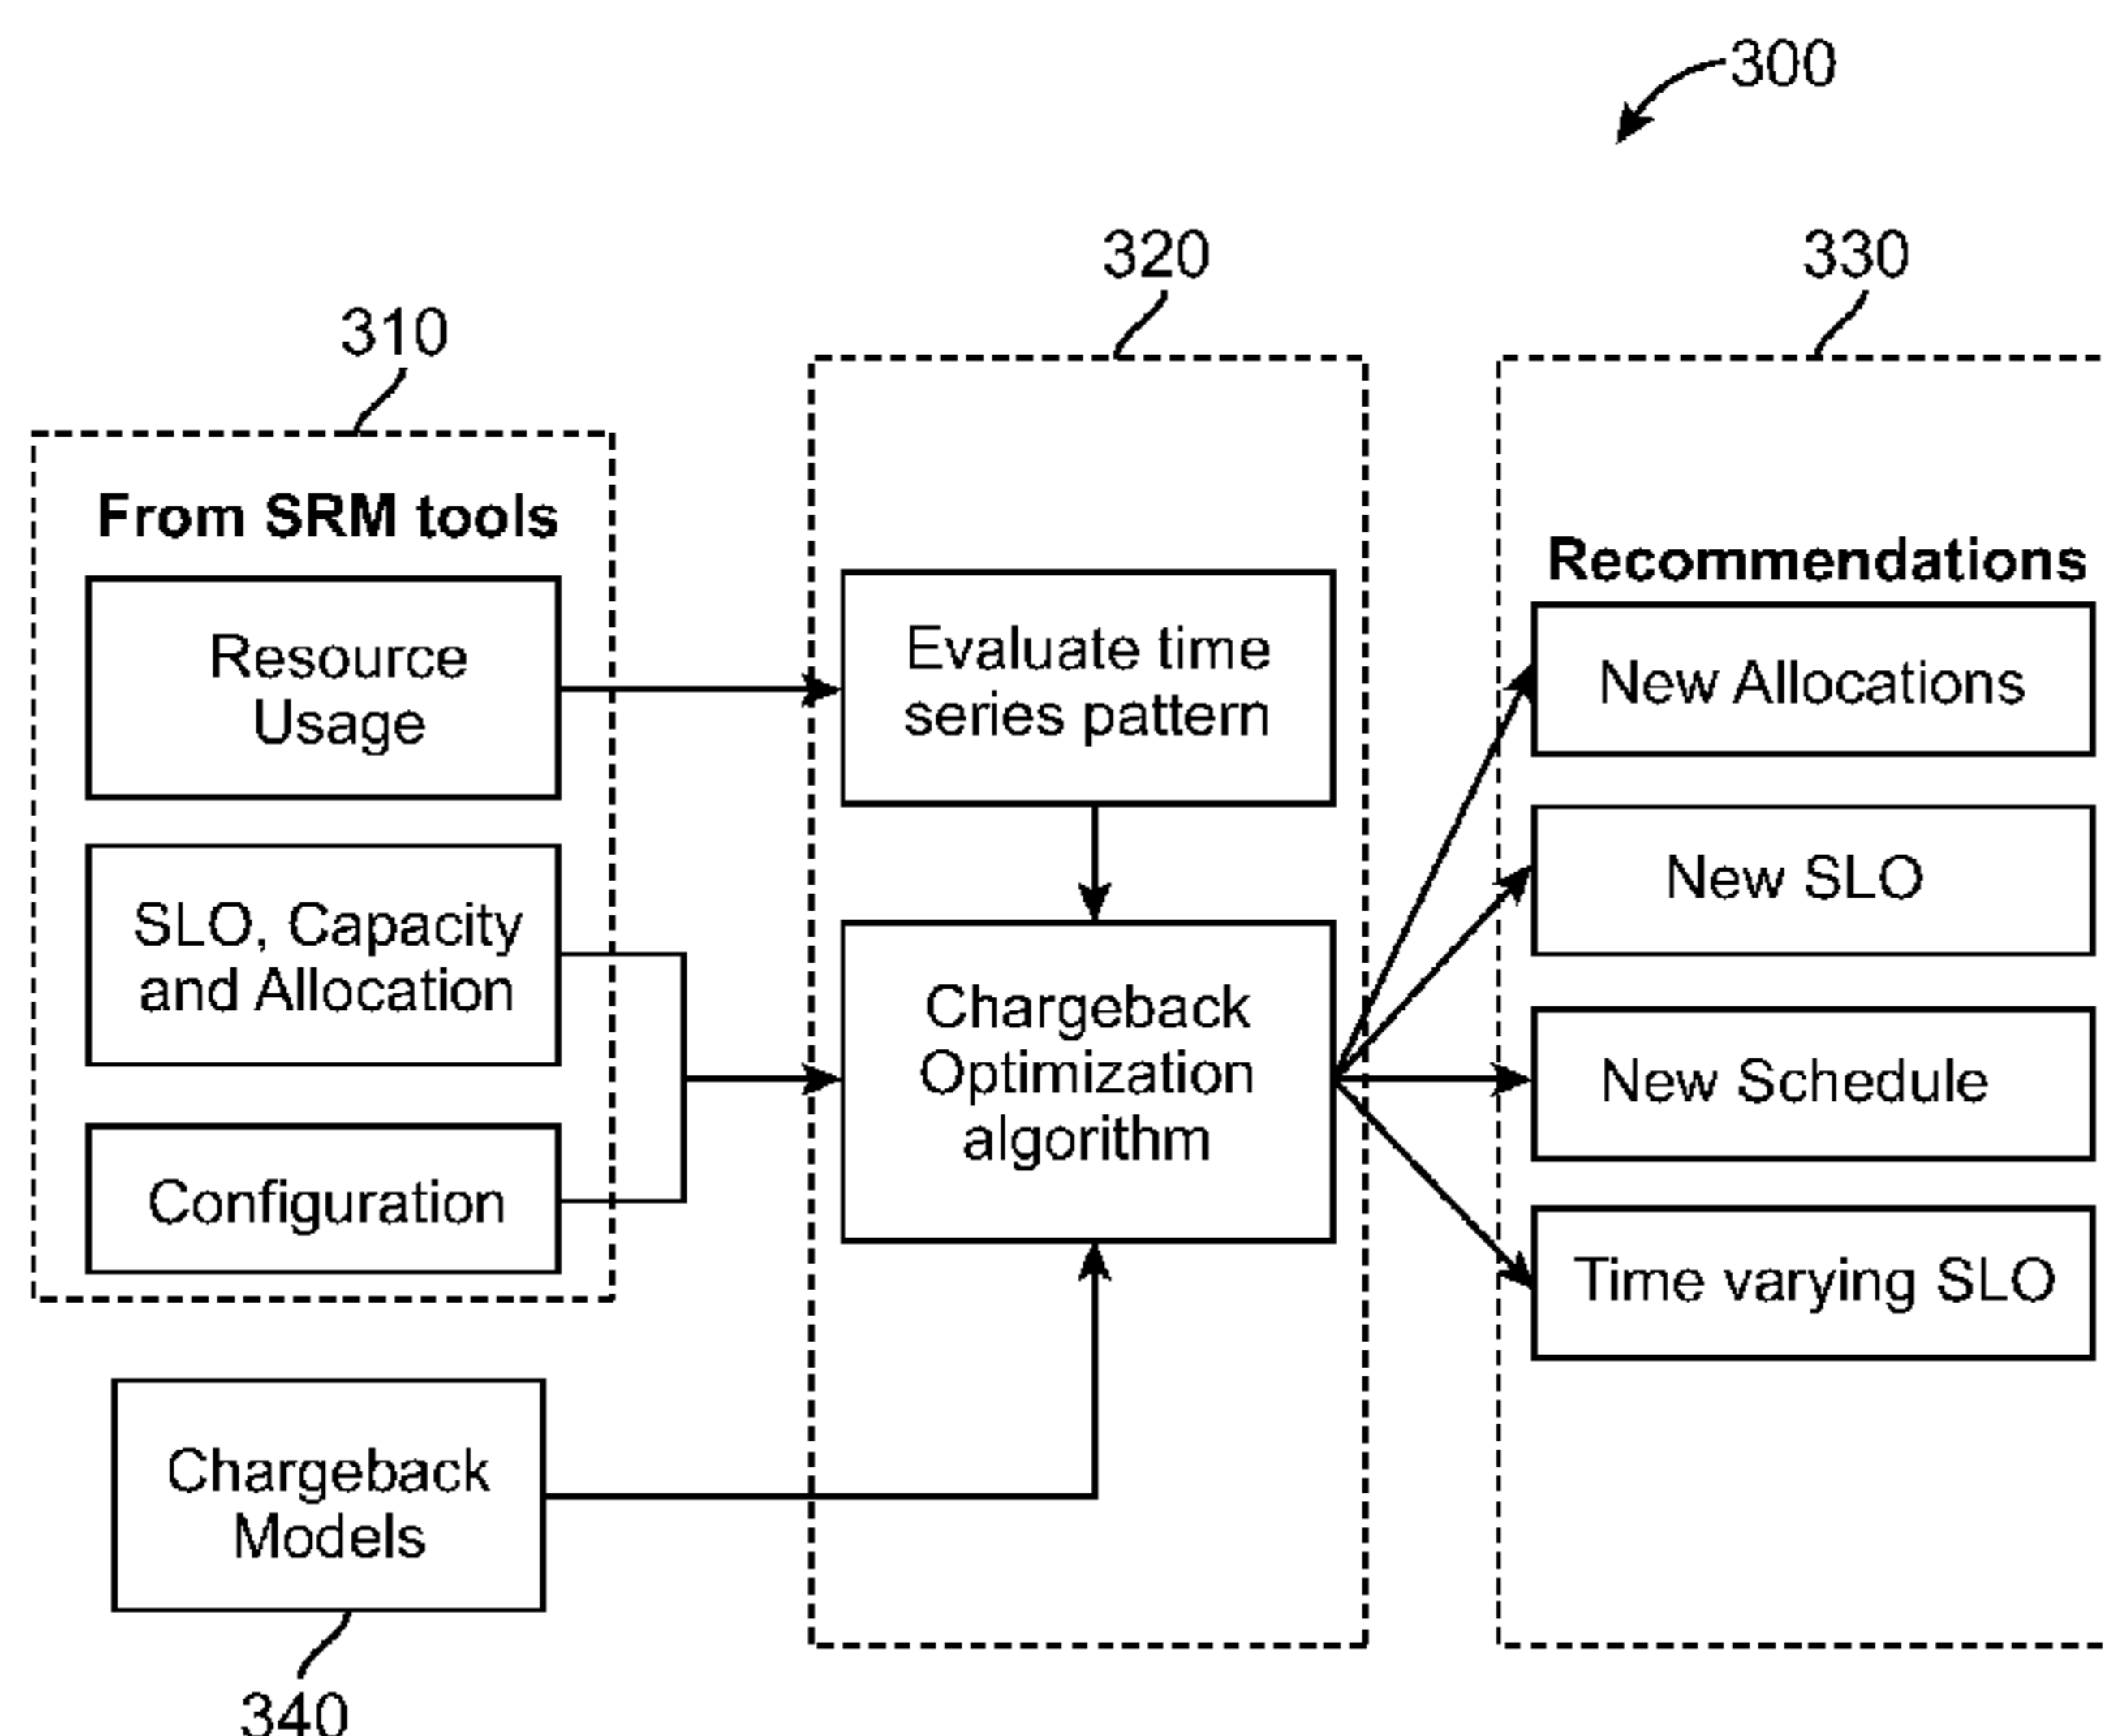 300
310
320
330
From SRM tools
Resource
Usage
SLO, Capacity
and Allocation
Configuration
Chargeback
Models
340
Evaluate time
series pattern
Chargeback
Optimization
algorithm
Recommendations
New Allocations
New SLO
New Schedule
Time varying SLO